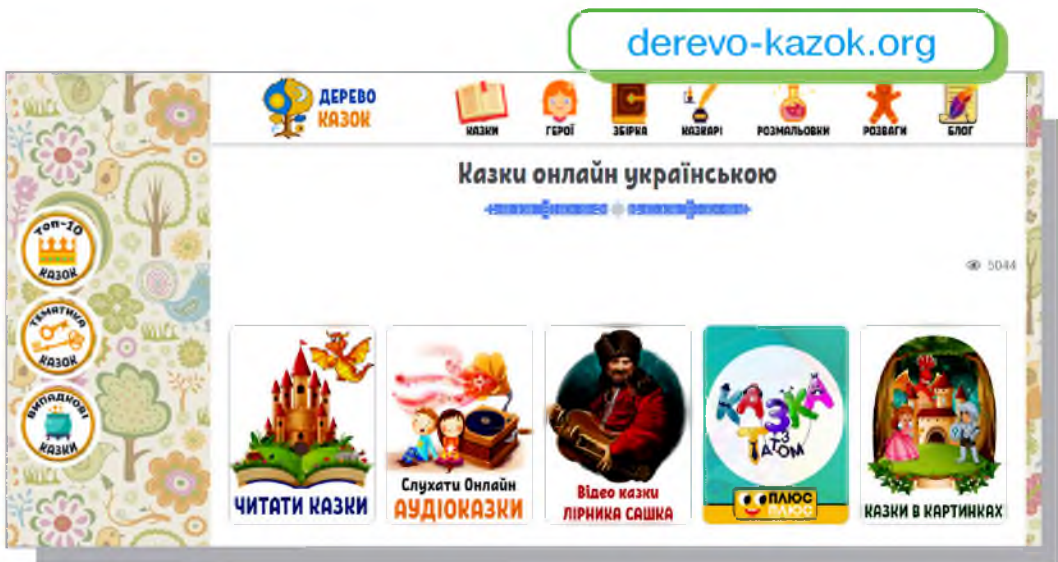 derevo-kazok.org
ДЕРЕВО
КАЗОК
КАЗКИ
ГЕРОЇ
ЗБІРКА
КАЗКАРІ
РОЗМАЛЬОВКИ
РОЗВАГИ
БЛОГ
Казки онлайн українською
5044
ТОП-10
КАЗОК
ТЕМАТИКА
КАЗОК
ВИПАДКОВІ
КАЗКИ
ЧИТАТИ КАЗКИ
Слухати Онлайн
АУДІОКАЗКИ
Відео казки
ЛІРНИКА САШКА
КАЗКА
З
ТАТОМ
ПЛЮС
ПЛЮС
КАЗКИ В КАРТИНКАХ